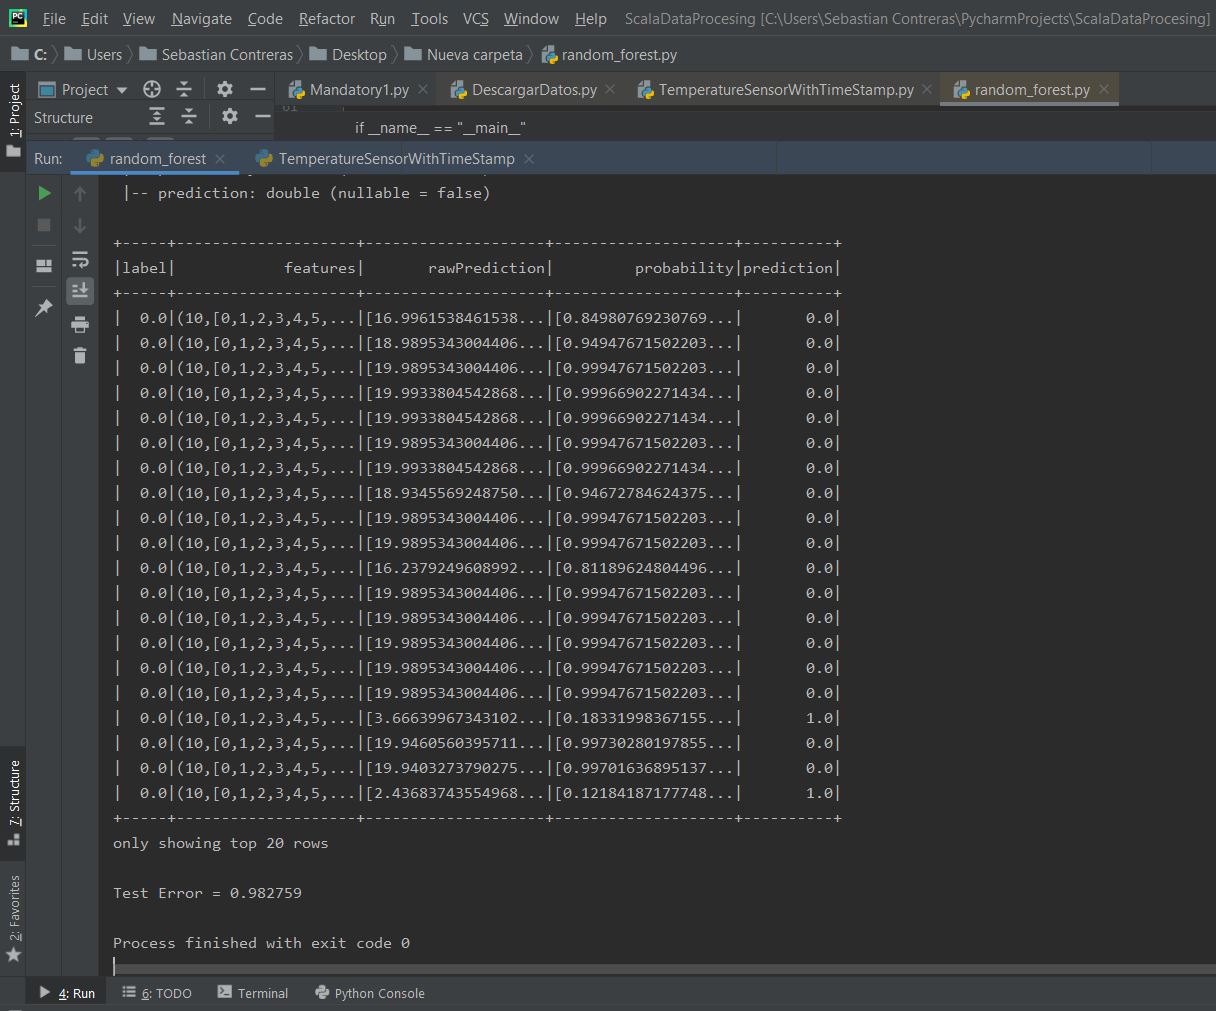 File Edit View Navigate Code Refactor Run Tools VCS Window Help ScalaDataProcesing [C:\Users\Sebastian Contreras\PycharmProjects\ScalaDataProcesing]
C: Users Sebastian Contreras Desktop Nueva carpeta random_forest.py
1: Project
Project Mandatory1.py DescargarDatos.py TemperatureSensorWithTimeStamp.py random_forest.py
Structure
61
if __name__ == "__main__"
Run: random_forest TemperatureSensorWithTimeStamp
|-- prediction: double (nullable = false)
+-----+--------------------+--------------------+--------------------+----------+
|label|            features|       rawPrediction|         probability|prediction|
+-----+--------------------+--------------------+--------------------+----------+
|  0.0|(10,[0,1,2,3,4,5,...|[16.9961538461538...|[0.84980769230769...|       0.0|
|  0.0|(10,[0,1,2,3,4,5,...|[18.9895343004406...|[0.94947671502203...|       0.0|
|  0.0|(10,[0,1,2,3,4,5,...|[19.9895343004406...|[0.99947671502203...|       0.0|
|  0.0|(10,[0,1,2,3,4,5,...|[19.9933804542868...|[0.99966902271434...|       0.0|
|  0.0|(10,[0,1,2,3,4,5,...|[19.9933804542868...|[0.99966902271434...|       0.0|
|  0.0|(10,[0,1,2,3,4,5,...|[19.9895343004406...|[0.99947671502203...|       0.0|
|  0.0|(10,[0,1,2,3,4,5,...|[19.9933804542868...|[0.99966902271434...|       0.0|
|  0.0|(10,[0,1,2,3,4,5,...|[18.9345569248750...|[0.94672784624375...|       0.0|
|  0.0|(10,[0,1,2,3,4,5,...|[19.9895343004406...|[0.99947671502203...|       0.0|
|  0.0|(10,[0,1,2,3,4,5,...|[19.9895343004406...|[0.99947671502203...|       0.0|
|  0.0|(10,[0,1,2,3,4,5,...|[16.2379249608992...|[0.81189624804496...|       0.0|
|  0.0|(10,[0,1,2,3,4,5,...|[19.9895343004406...|[0.99947671502203...|       0.0|
|  0.0|(10,[0,1,2,3,4,5,...|[19.9895343004406...|[0.99947671502203...|       0.0|
|  0.0|(10,[0,1,2,3,4,5,...|[19.9895343004406...|[0.99947671502203...|       0.0|
|  0.0|(10,[0,1,2,3,4,5,...|[19.9895343004406...|[0.99947671502203...|       0.0|
|  0.0|(10,[0,1,2,3,4,5,...|[19.9895343004406...|[0.99947671502203...|       0.0|
|  0.0|(10,[0,1,2,3,4,5,...|[3.66639967343102...|[0.18331998367155...|       1.0|
|  0.0|(10,[0,1,2,3,4,5,...|[19.9460560395711...|[0.99730280197855...|       0.0|
|  0.0|(10,[0,1,2,3,4,5,...|[19.9403273790275...|[0.99701636895137...|       0.0|
|  0.0|(10,[0,1,2,3,4,5,...|[2.43683743554968...|[0.12184187177748...|       1.0|
+-----+--------------------+--------------------+--------------------+----------+
only showing top 20 rows
Test Error = 0.982759
Process finished with exit code 0
7: Structure
2: Favorites
4: Run 6: TODO Terminal Python Console